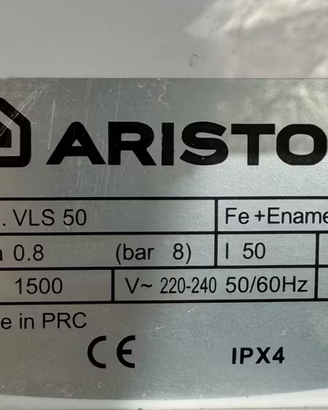 ARISTO
. VLS 50 Fe+Ename
a 0.8 (bar 8) l 50
1500 V~ 220-240 50/60Hz
e in PRC
CE IPX4